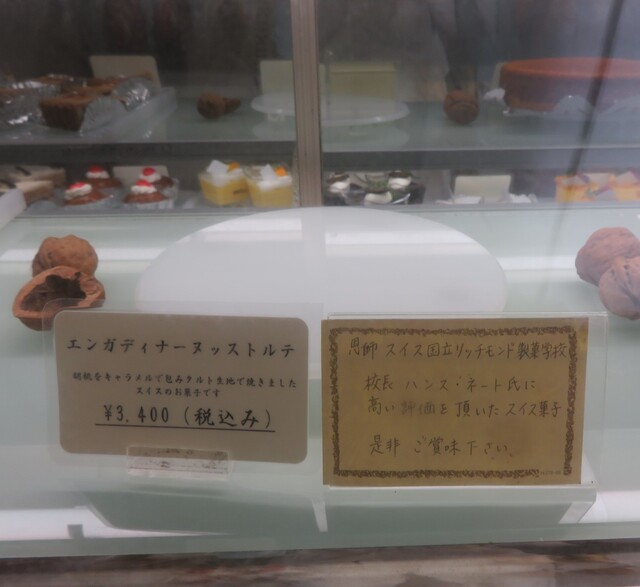 エンガディナーヌッストルテ
胡桃をキャラメルで包みタルト生地で焼きました
スイスのお菓子です
¥3,400（税込み）
恩師 スイス国立リッチモンド製菓学校
校長 ハンス・ネート氏に
高い評価を頂いたスイス菓子
是非 ご賞味下さい。